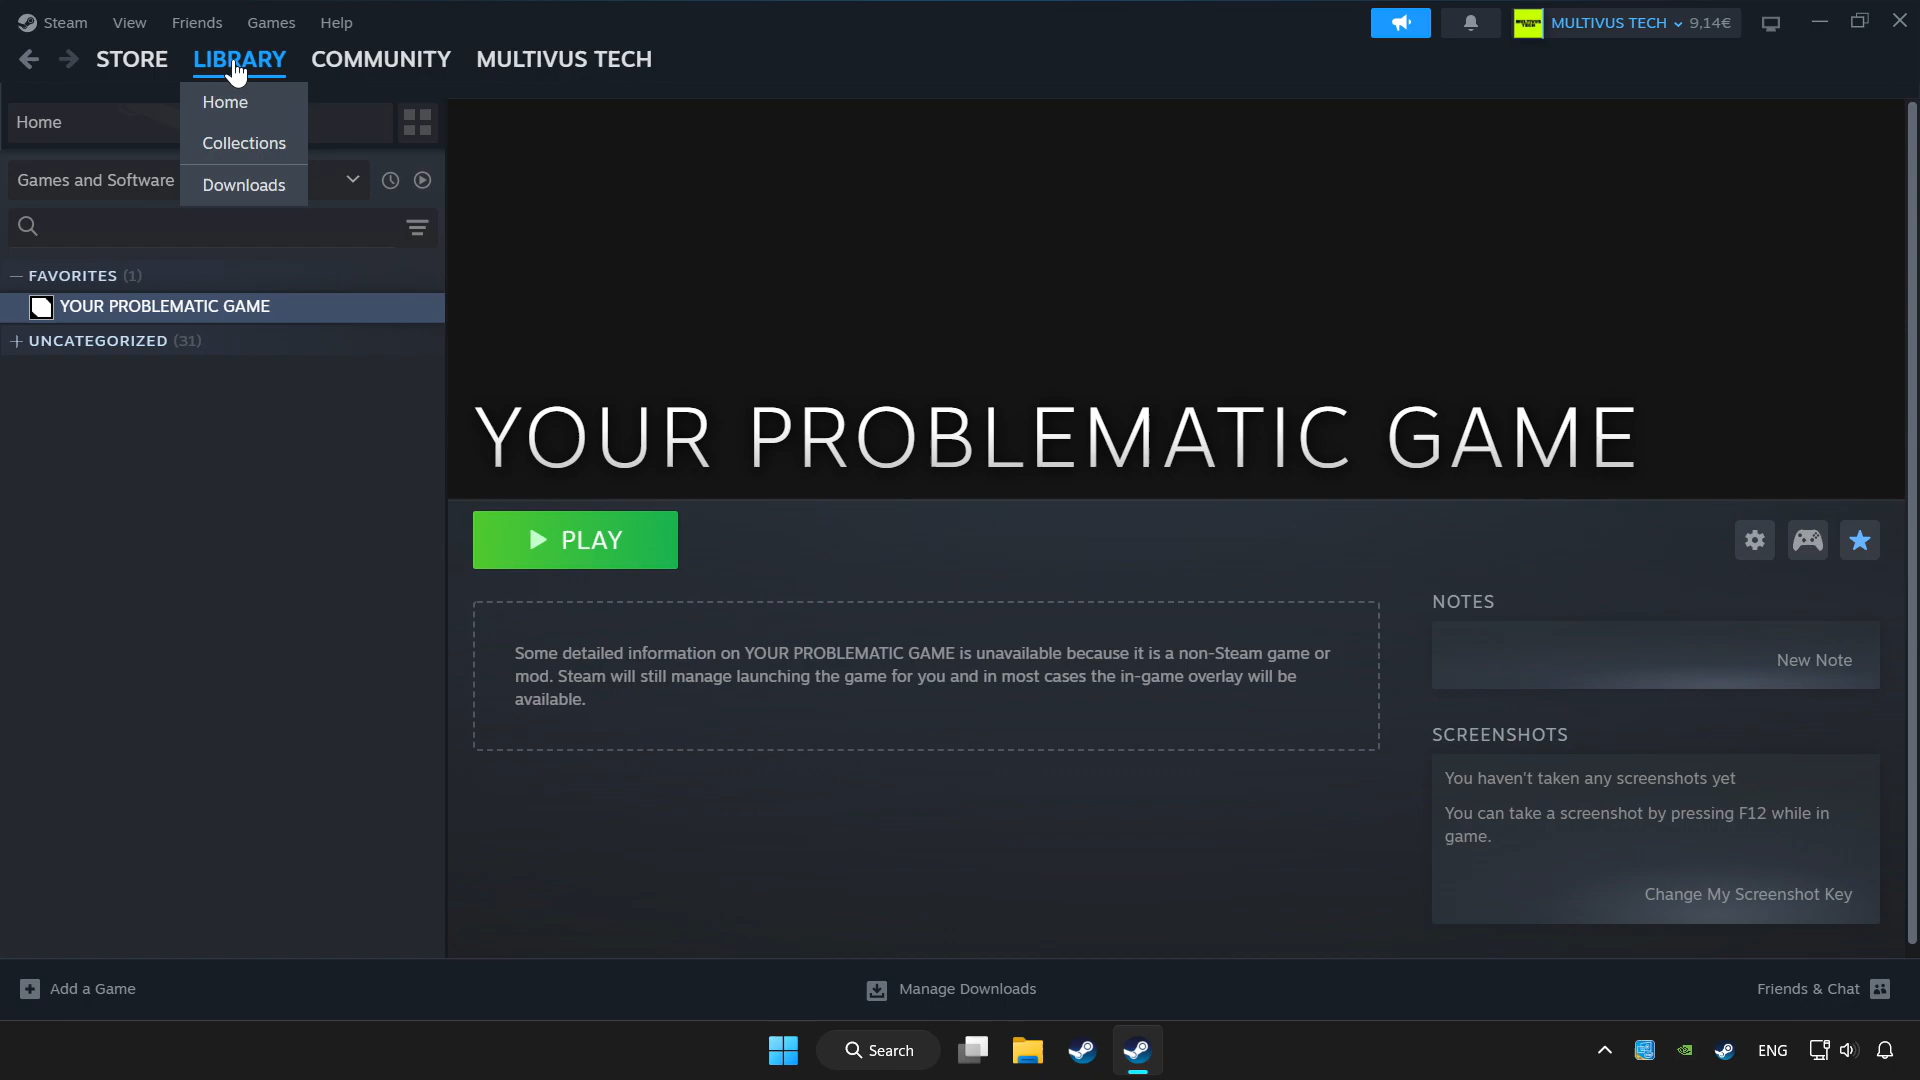 Steam View Friends Games Help
MULTIVUS TECH 9,14€
STORE LIBRARY COMMUNITY MULTIVUS TECH
Home
Collections
Downloads
Home
Games and Software
FAVORITES (1)
YOUR PROBLEMATIC GAME
UNCATEGORIZED (31)
YOUR PROBLEMATIC GAME
PLAY
Some detailed information on YOUR PROBLEMATIC GAME is unavailable because it is a non-Steam game or
mod. Steam will still manage launching the game for you and in most cases the in-game overlay will be
available.
NOTES
New Note
SCREENSHOTS
You haven't taken any screenshots yet
You can take a screenshot by pressing F12 while in
game.
Change My Screenshot Key
Add a Game
Manage Downloads
Friends & Chat
Search
ENG